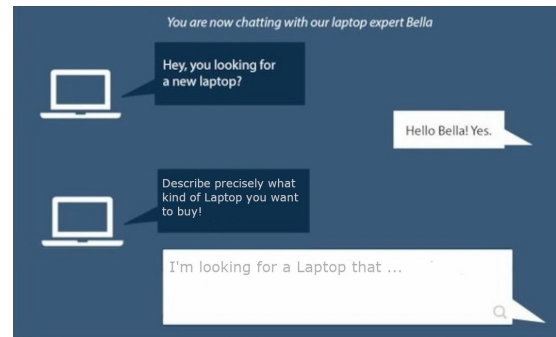 You are now chatting with our laptop expert Bella
Hey, you looking for
a new laptop?
Hello Bella! Yes.
Describe precisely what
kind of Laptop you want
to buy!
I'm looking for a Laptop that ...